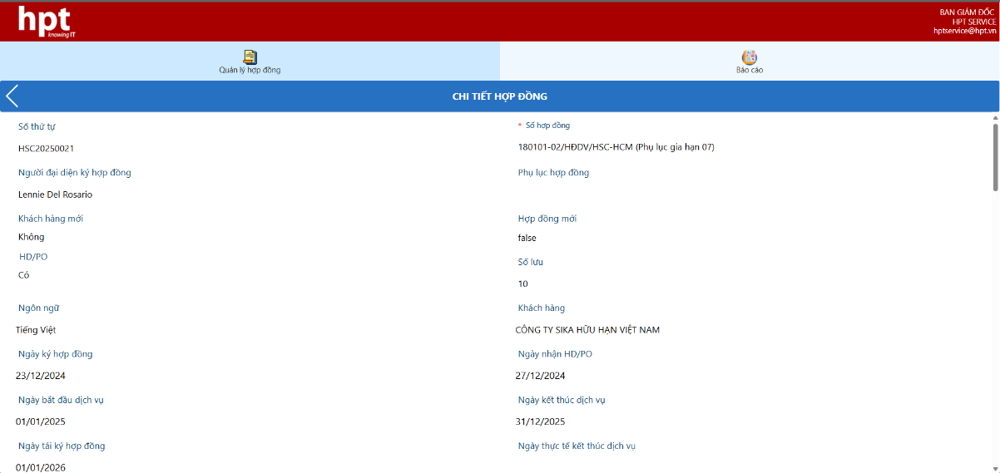 hpt
knowing IT
BAN GIÁM ĐỐC
HPT SERVICE
hptservice@hpt.vn
Quản lý hợp đồng
Báo cáo
CHI TIẾT HỢP ĐỒNG
Số thứ tự
* Số hợp đồng
HSC20250021
180101-02/HĐDV/HSC-HCM (Phụ lục gia hạn 07)
Người đại diện ký hợp đồng
Phụ lục hợp đồng
Lennie Del Rosario
Khách hàng mới
Hợp đồng mới
Không
false
HD/PO
Số lưu
Có
10
Ngôn ngữ
Khách hàng
Tiếng Việt
CÔNG TY SIKA HỮU HẠN VIỆT NAM
Ngày ký hợp đồng
Ngày nhận HD/PO
23/12/2024
27/12/2024
Ngày bắt đầu dịch vụ
Ngày kết thúc dịch vụ
01/01/2025
31/12/2025
Ngày tái ký hợp đồng
Ngày thực tế kết thúc dịch vụ
01/01/2026